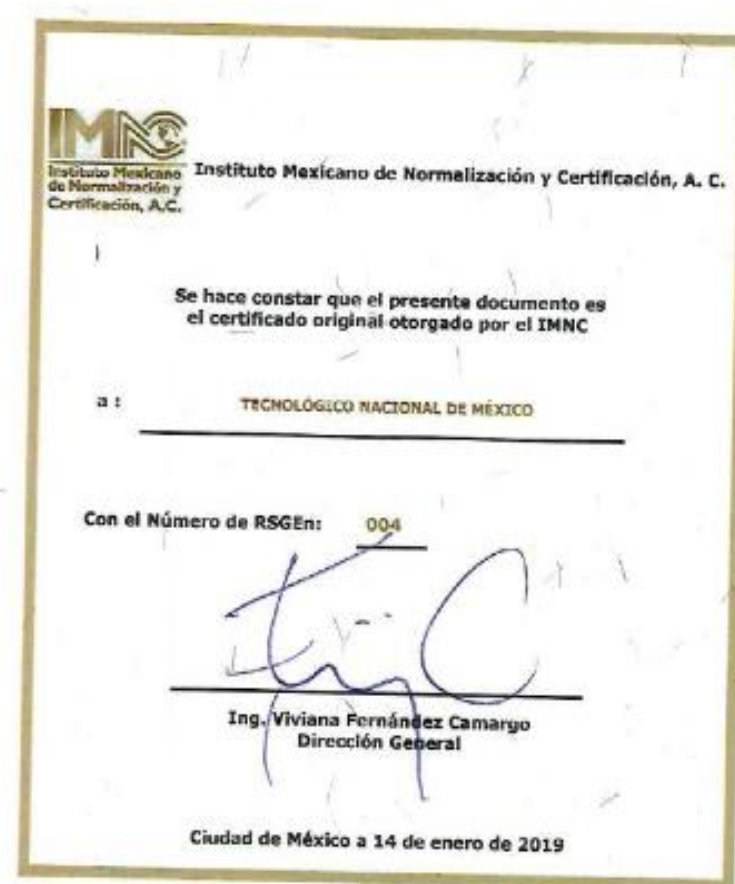 IMNC
Instituto Mexicano
de Normalización y
Certificación, A.C.
Instituto Mexicano de Normalización y Certificación, A. C.
Se hace constar que el presente documento es
el certificado original otorgado por el IMNC
a :
TECNOLÓGICO NACIONAL DE MÉXICO
Con el Número de RSGEn:
004
Ing. Viviana Fernández Camargo
Dirección General
Ciudad de México a 14 de enero de 2019